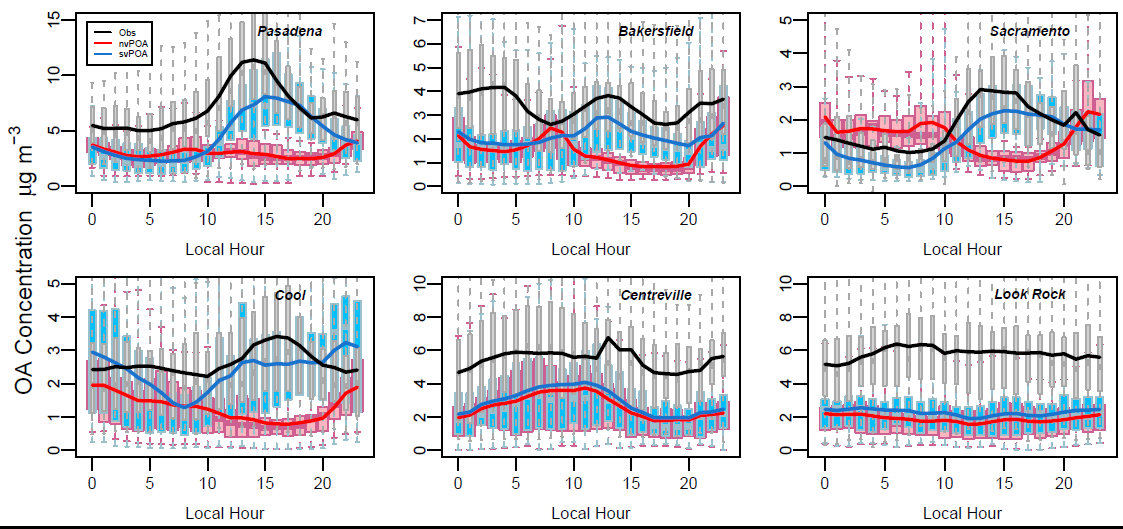 OA Concentration µg m−3
Pasadena
Obs
nvPOA
svPOA
0 5 10 15
0 5 10 15 20
Local Hour
Bakersfield
0 1 2 3 4 5 6 7
0 5 10 15 20
Local Hour
Sacramento
0 1 2 3 4 5
0 5 10 15 20
Local Hour
Cool
0 1 2 3 4 5
0 5 10 15 20
Local Hour
Centreville
0 2 4 6 8 10
0 5 10 15 20
Local Hour
Look Rock
0 2 4 6 8 10
0 5 10 15 20
Local Hour